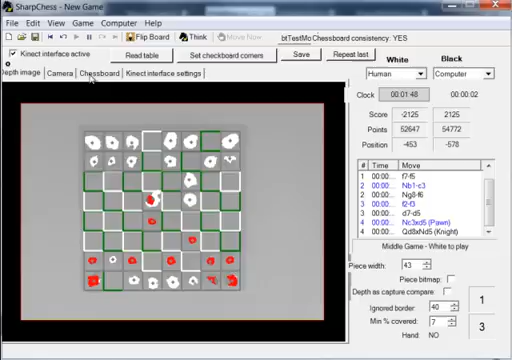 SharpChess - New Game
File Edit View Game Computer Help
Flip Board Think Move Now btTestMo Chessboard consistency: YES
Kinect interface active Read table Set checkboard corners Save Repeat last
Depth image Camera Chessboard Kinect interface settings
White Black
Human Computer
Clock 00:01:48 00:00:02
Score -2125 2125
Points 52647 54772
Position -453 -578
# Time Move
1 00:00:... f7-f5
2 00:00:... Nb1-c3
2 00:00:... Ng8-f6
3 00:00:... f2-f3
3 00:00:... d7-d5
4 00:00:... Nc3xd5 (Pawn)
4 00:00:... Qd8xNd5 (Knight)
Middle Game - White to play
Piece width: 43
Piece bitmap:
Depth as capture compare:
Ignored border: 40 1
Min % covered: 7 3
Hand: NO